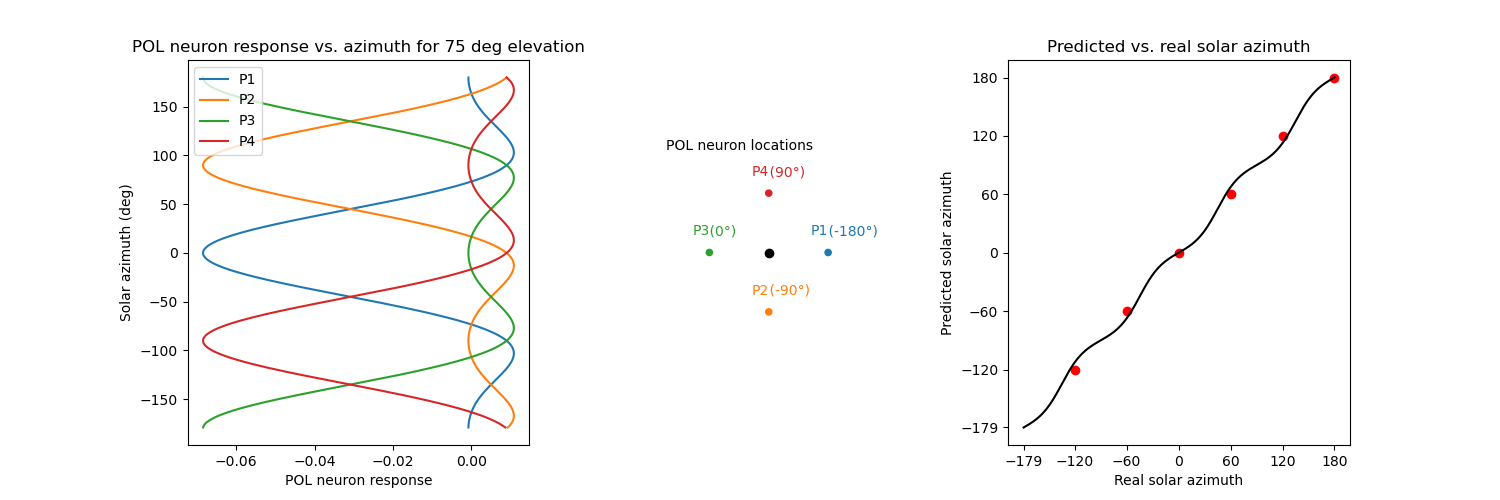 POL neuron response vs. azimuth for 75 deg elevation
P1
P2
P3
P4
150
100
50
0
−50
−100
−150
Solar azimuth (deg)
−0.06
−0.04
−0.02
0.00
POL neuron response
POL neuron locations
P4(90°)
P3(0°)
P1(-180°)
P2(-90°)
Predicted vs. real solar azimuth
180
120
60
0
−60
−120
−179
Predicted solar azimuth
−179
−120
−60
0
60
120
180
Real solar azimuth